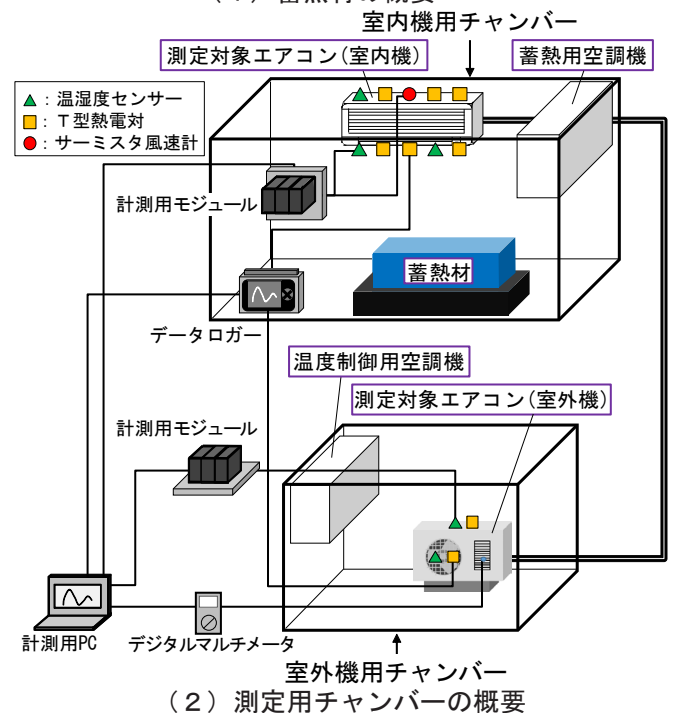 室内機用チャンバー
測定対象エアコン(室内機)
蓄熱用空調機
：温湿度センサー
：T型熱電対
：サーミスタ風速計
計測用モジュール
蓄熱材
データロガー
温度制御用空調機
測定対象エアコン(室外機)
計測用モジュール
計測用PC
デジタルマルチメータ
室外機用チャンバー
(2) 測定用チャンバーの概要